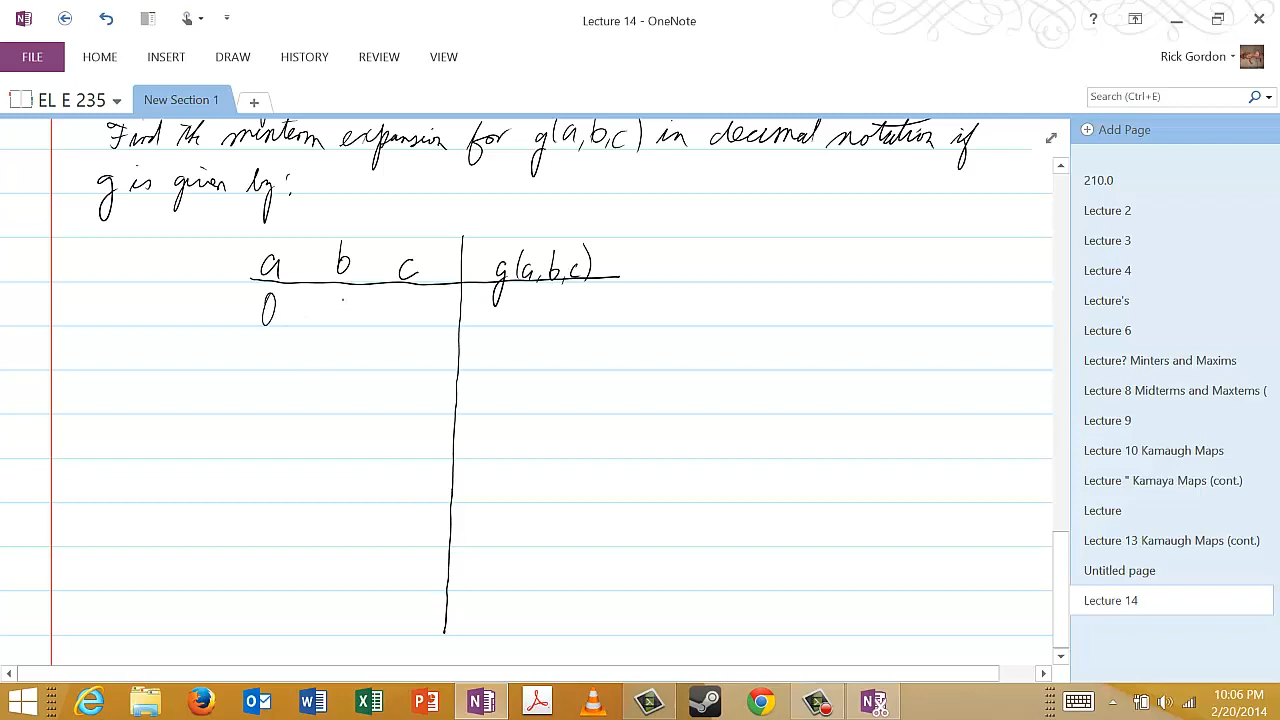 Lecture 14 - OneNote
FILE HOME INSERT DRAW HISTORY REVIEW VIEW
Rick Gordon
EL E 235
New Section 1
Search (Ctrl+E)
Find the minterm expansion for g(a,b,c) in decimal notation if
g is given by:
a b c g(a,b,c)
0
Add Page
210.0
Lecture 2
Lecture 3
Lecture 4
Lecture's
Lecture 6
Lecture? Minters and Maxims
Lecture 8 Midterms and Maxtems (
Lecture 9
Lecture 10 Kamaugh Maps
Lecture " Kamaya Maps (cont.)
Lecture
Lecture 13 Kamaugh Maps (cont.)
Untitled page
Lecture 14
10:06 PM
2/20/2014